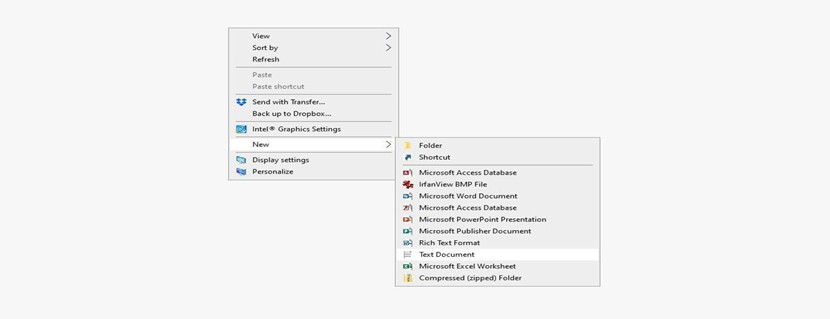 View
Sort by
Refresh
Paste
Paste shortcut
Send with Transfer...
Back up to Dropbox...
Intel® Graphics Settings
New
Display settings
Personalize
Folder
Shortcut
Microsoft Access Database
IrfanView BMP File
Microsoft Word Document
Microsoft Access Database
Microsoft PowerPoint Presentation
Microsoft Publisher Document
Rich Text Format
Text Document
Microsoft Excel Worksheet
Compressed (zipped) Folder